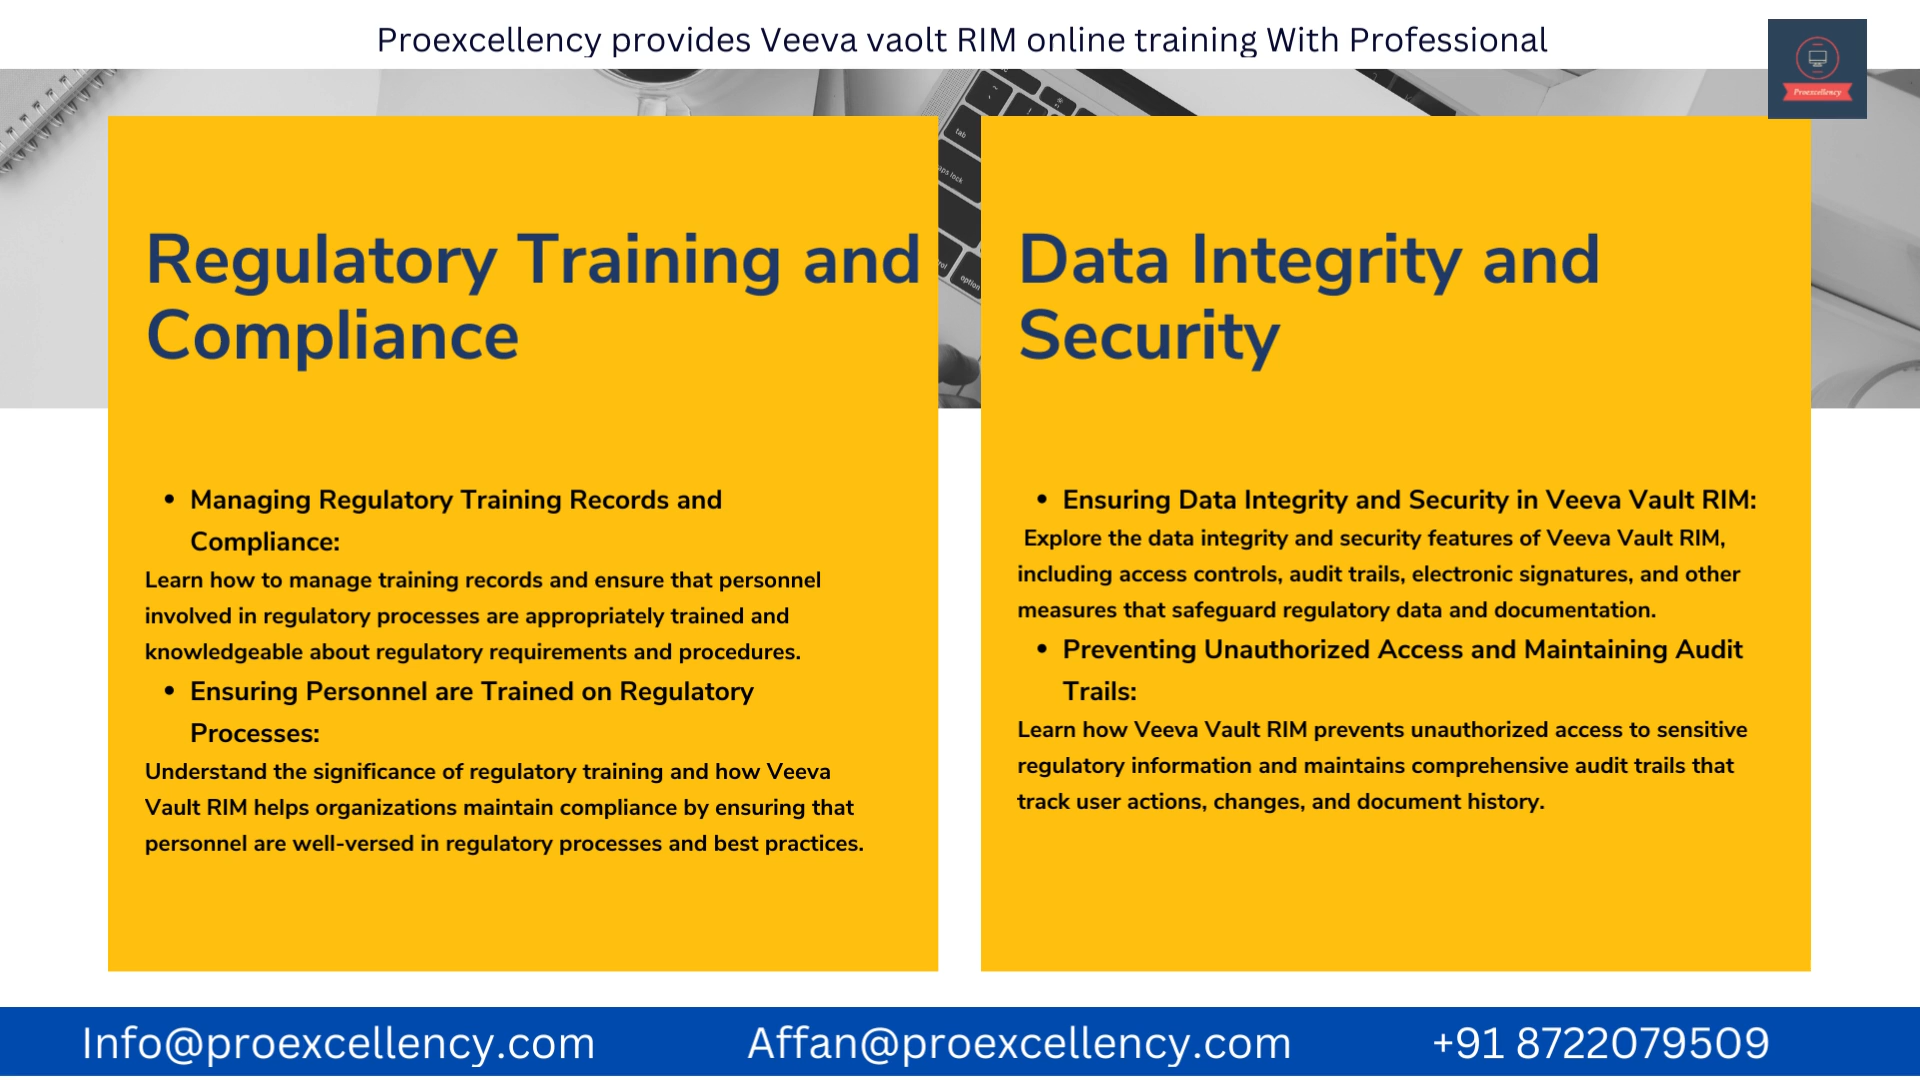 Proexcellency provides Veeva vaolt RIM online training With Professional
Proexcellency
tab
aps lock
rol
option
Regulatory Training and
Compliance
• Managing Regulatory Training Records and
Compliance:
Learn how to manage training records and ensure that personnel
involved in regulatory processes are appropriately trained and
knowledgeable about regulatory requirements and procedures.
• Ensuring Personnel are Trained on Regulatory
Processes:
Understand the significance of regulatory training and how Veeva
Vault RIM helps organizations maintain compliance by ensuring that
personnel are well-versed in regulatory processes and best practices.
Data Integrity and
Security
• Ensuring Data Integrity and Security in Veeva Vault RIM:
Explore the data integrity and security features of Veeva Vault RIM,
including access controls, audit trails, electronic signatures, and other
measures that safeguard regulatory data and documentation.
• Preventing Unauthorized Access and Maintaining Audit
Trails:
Learn how Veeva Vault RIM prevents unauthorized access to sensitive
regulatory information and maintains comprehensive audit trails that
track user actions, changes, and document history.
Info@proexcellency.com
Affan@proexcellency.com
+91 8722079509